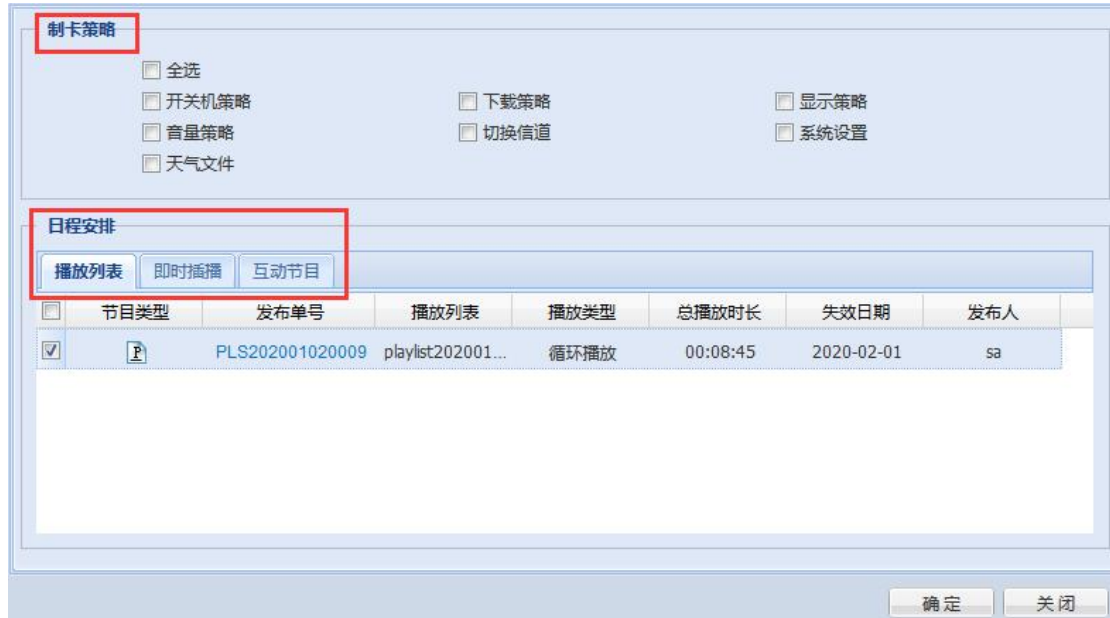 制卡策略
全选
开关机策略 下载策略 显示策略
音量策略 切换信道 系统设置
天气文件
日程安排
播放列表 即时插播 互动节目
节目类型 发布单号 播放列表 播放类型 总播放时长 失效日期 发布人
P PLS202001020009 playlist202001... 循环播放 00:08:45 2020-02-01 sa
确定 关闭